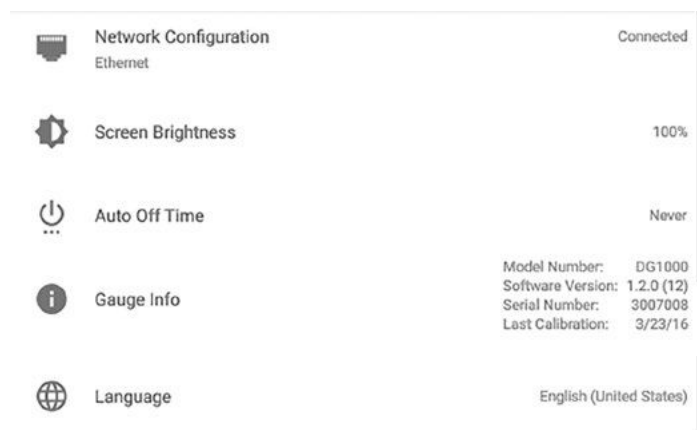 Network Configuration Connected
Ethernet
Screen Brightness 100%
Auto Off Time Never
Model Number: DG1000
Software Version: 1.2.0 (12)
Gauge Info
Serial Number: 3007008
Last Calibration: 3/23/16
Language English (United States)